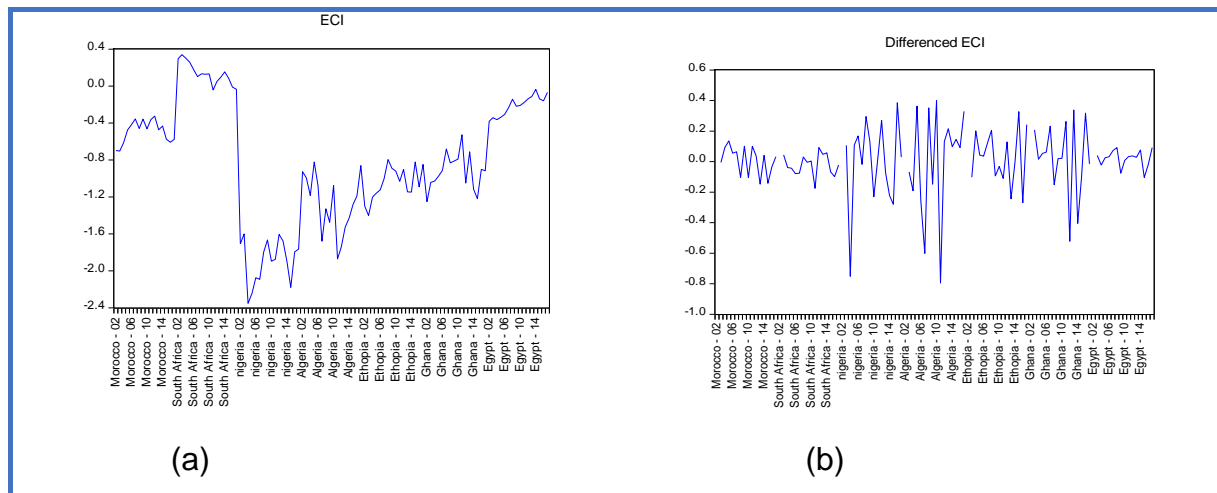 ECI
0.4
0.0
-0.4
-0.8
-1.2
-1.6
-2.0
-2.4
Morocco - 02
Morocco - 06
Morocco - 10
Morocco - 14
South Africa - 02
South Africa - 06
South Africa - 10
South Africa - 14
nigeria - 02
nigeria - 06
nigeria - 10
nigeria - 14
Algeria - 02
Algeria - 06
Algeria - 10
Algeria - 14
Ethopia - 02
Ethopia - 06
Ethopia - 10
Ethopia - 14
Ghana - 02
Ghana - 06
Ghana - 10
Ghana - 14
Egypt - 02
Egypt - 06
Egypt - 10
Egypt - 14
(a)
Differenced ECI
0.6
0.4
0.2
0.0
-0.2
-0.4
-0.6
-0.8
-1.0
Morocco - 02
Morocco - 06
Morocco - 10
Morocco - 14
South Africa - 02
South Africa - 06
South Africa - 10
South Africa - 14
nigeria - 02
nigeria - 06
nigeria - 10
nigeria - 14
Algeria - 02
Algeria - 06
Algeria - 10
Algeria - 14
Ethopia - 02
Ethopia - 06
Ethopia - 10
Ethopia - 14
Ghana - 02
Ghana - 06
Ghana - 10
Ghana - 14
Egypt - 02
Egypt - 06
Egypt - 10
Egypt - 14
(b)